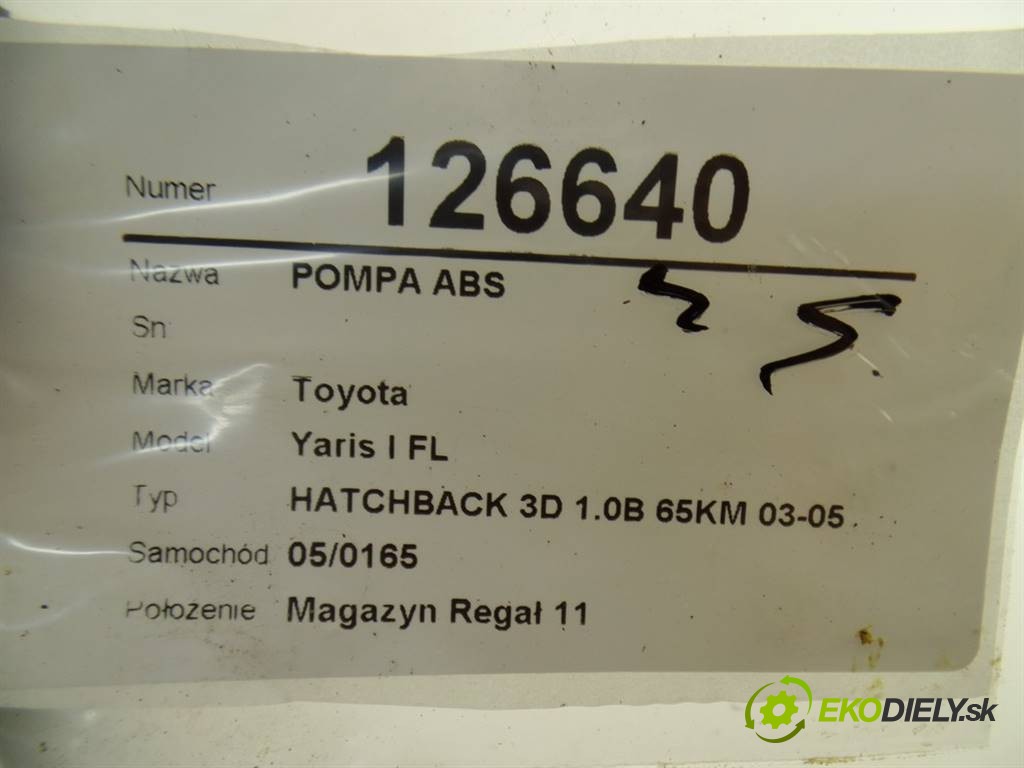 Numer 126640
Nazwa POMPA ABS
Sn
Marka Toyota
Model Yaris I FL
Typ HATCHBACK 3D 1.0B 65KM 03-05
Samochód 05/0165
Położenie Magazyn Regał 11
EKODIELY.sk